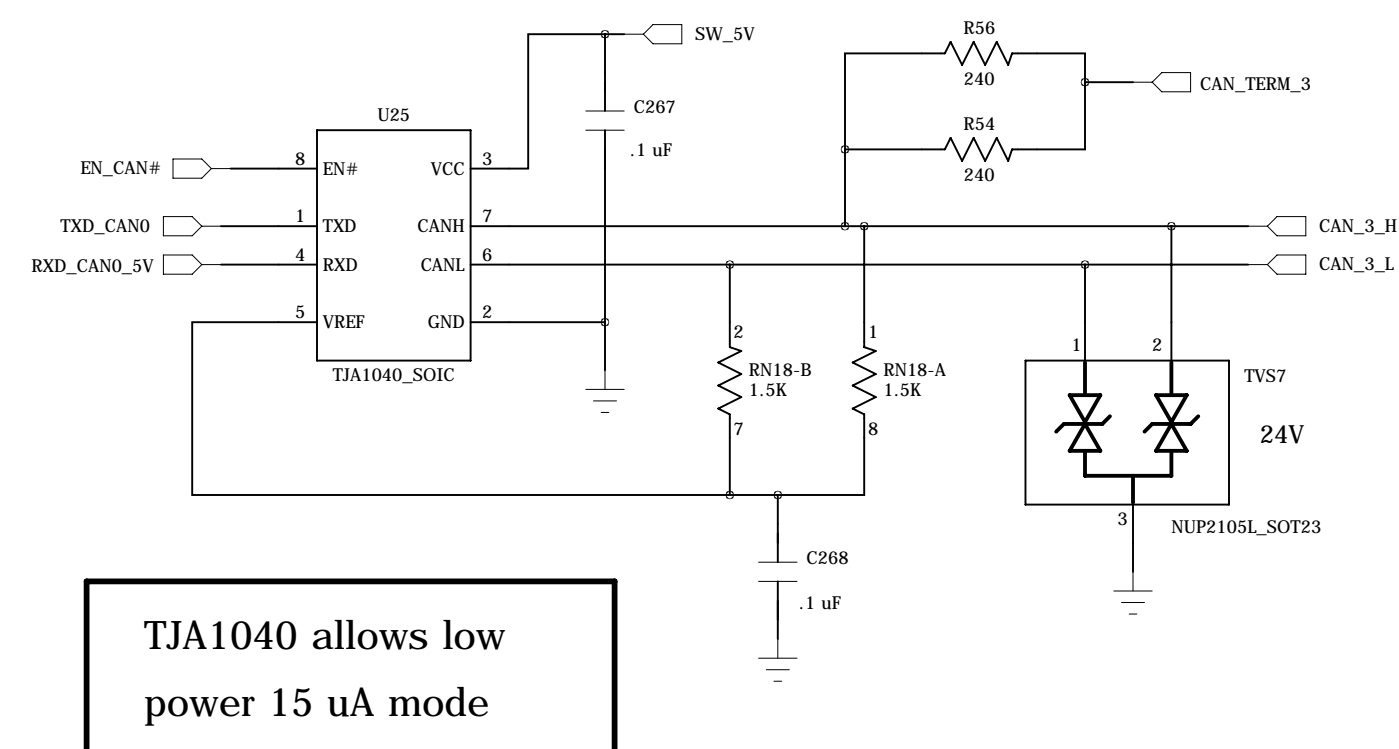 R56
SW_5V
240
CAN_TERM_3
C267
U25
.1 uF
R54
240
EN_CAN# 8 EN# VCC 3
TXD_CAN0 1 TXD CANH 7 CAN_3_H
RXD_CAN0_5V 4 RXD CANL 6 CAN_3_L
5 VREF GND 2
TJA1040_SOIC
2 1 1 2
RN18-B RN18-A TVS7
1.5K 1.5K
7 8 24V
3 NUP2105L_SOT23
C268
.1 uF
TJA1040 allows low
power 15 uA mode